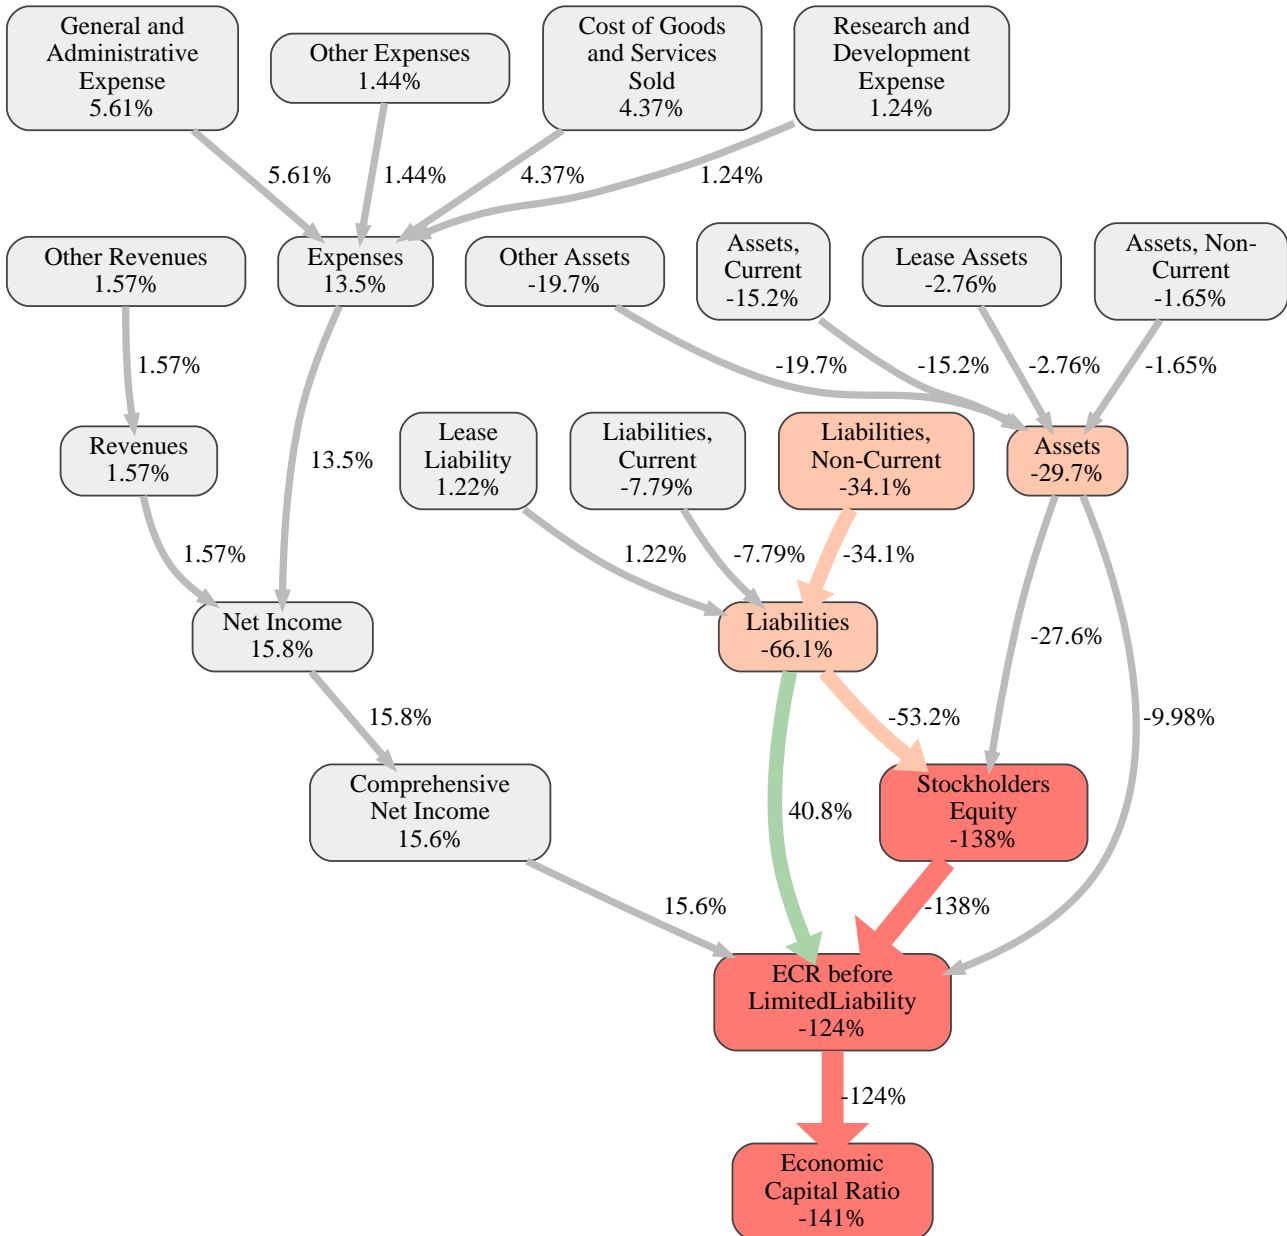 General and
Administrative
Expense
5.61%
Other Expenses
1.44%
Cost of Goods
and Services
Sold
4.37%
Research and
Development
Expense
1.24%
5.61%
1.44%
4.37%
1.24%
Other Revenues
1.57%
Expenses
13.5%
Other Assets
-19.7%
Assets,
Current
-15.2%
Lease Assets
-2.76%
Assets, Non-
Current
-1.65%
1.57%
-19.7%
-15.2%
-2.76%
-1.65%
Revenues
1.57%
13.5%
Lease
Liability
1.22%
Liabilities,
Current
-7.79%
Liabilities,
Non-Current
-34.1%
Assets
-29.7%
1.57%
1.22%
-7.79%
-34.1%
Net Income
15.8%
Liabilities
-66.1%
-27.6%
15.8%
-53.2%
-9.98%
Comprehensive
Net Income
15.6%
40.8%
Stockholders
Equity
-138%
15.6%
-138%
ECR before
LimitedLiability
-124%
-124%
Economic
Capital Ratio
-141%